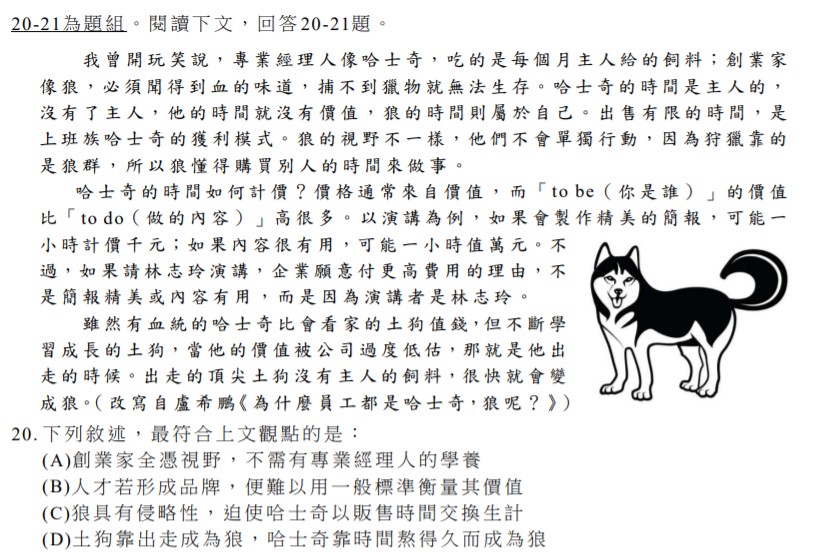 20-21為題組。閱讀下文，回答20-21題。
我曾開玩笑說，專業經理人像哈士奇，吃的是每個月主人給的飼料；創業家
像狼，必須聞得到血的味道，捕不到獵物就無法生存。哈士奇的時間是主人的，
沒有了主人，他的時間就沒有價值，狼的時間則屬於自己。出售有限的時間，是
上班族哈士奇的獲利模式。狼的視野不一樣，他們不會單獨行動，因為狩獵靠的
是狼群，所以狼懂得購買別人的時間來做事。
哈士奇的時間如何計價？價格通常來自價值，而「to be（你是誰）」的價值
比「to do（做的內容）」高很多。以演講為例，如果會製作精美的簡報，可能一
小時計價千元；如果內容很有用，可能一小時值萬元。不
過，如果請林志玲演講，企業願意付更高費用的理由，不
是簡報精美或內容有用，而是因為演講者是林志玲。
雖然有血統的哈士奇比會看家的土狗值錢，但不斷學
習成長的土狗，當他的價值被公司過度低估，那就是他出
走的時候。出走的頂尖土狗沒有主人的飼料，很快就會變
成狼。（改寫自盧希鵬《為什麼員工都是哈士奇，狼呢？》）
20.下列敘述，最符合上文觀點的是：
(A)創業家全憑視野，不需有專業經理人的學養
(B)人才若形成品牌，便難以用一般標準衡量其價值
(C)狼具有侵略性，迫使哈士奇以販售時間交換生計
(D)土狗靠出走成為狼，哈士奇靠時間熬得久而成為狼